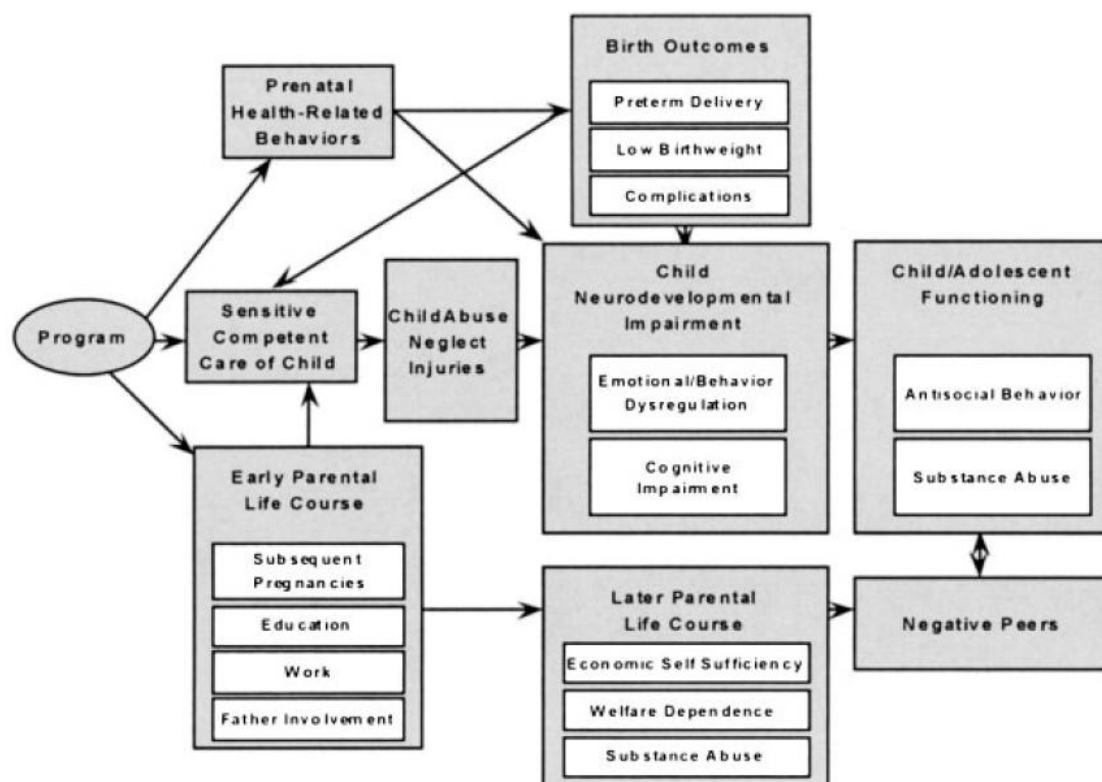 Birth Outcomes
Preterm Delivery
Low Birthweight
Complications
Prenatal
Health-Related
Behaviors
Program
Sensitive
Competent
Care of Child
ChildAbuse
Neglect
Injuries
Child
Neurodevelopmental
Impairment
Emotional/Behavior
Dysregulation
Cognitive
Impairment
Child/Adolescent
Functioning
Antisocial Behavior
Substance Abuse
Early Parental
Life Course
Subsequent
Pregnancies
Education
Work
Father Involvement
Later Parental
Life Course
Economic Self Sufficiency
Welfare Dependence
Substance Abuse
Negative Peers